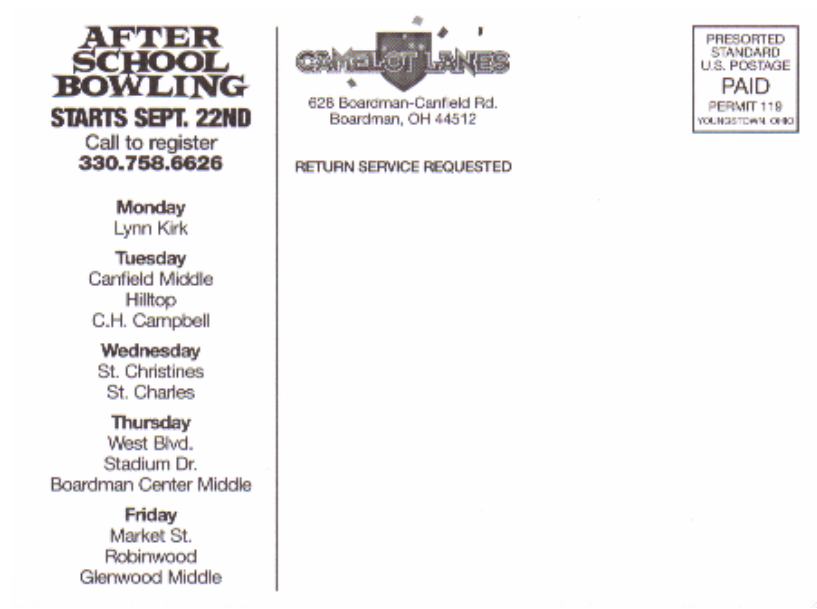 AFTER
SCHOOL
BOWLING
STARTS SEPT. 22ND
Call to register
330.758.6626
Monday
Lynn Kirk
Tuesday
Canfield Middle
Hilltop
C.H. Campbell
Wednesday
St. Christines
St. Charles
Thursday
West Blvd.
Stadium Dr.
Boardman Center Middle
Friday
Market St.
Robinwood
Glenwood Middle
CAMELOT LANES
628 Boardman-Canfield Rd.
Boardman, OH 44512
RETURN SERVICE REQUESTED
PRESORTED
STANDARD
U.S. POSTAGE
PAID
PERMIT 119
YOUNGSTOWN, OHIO